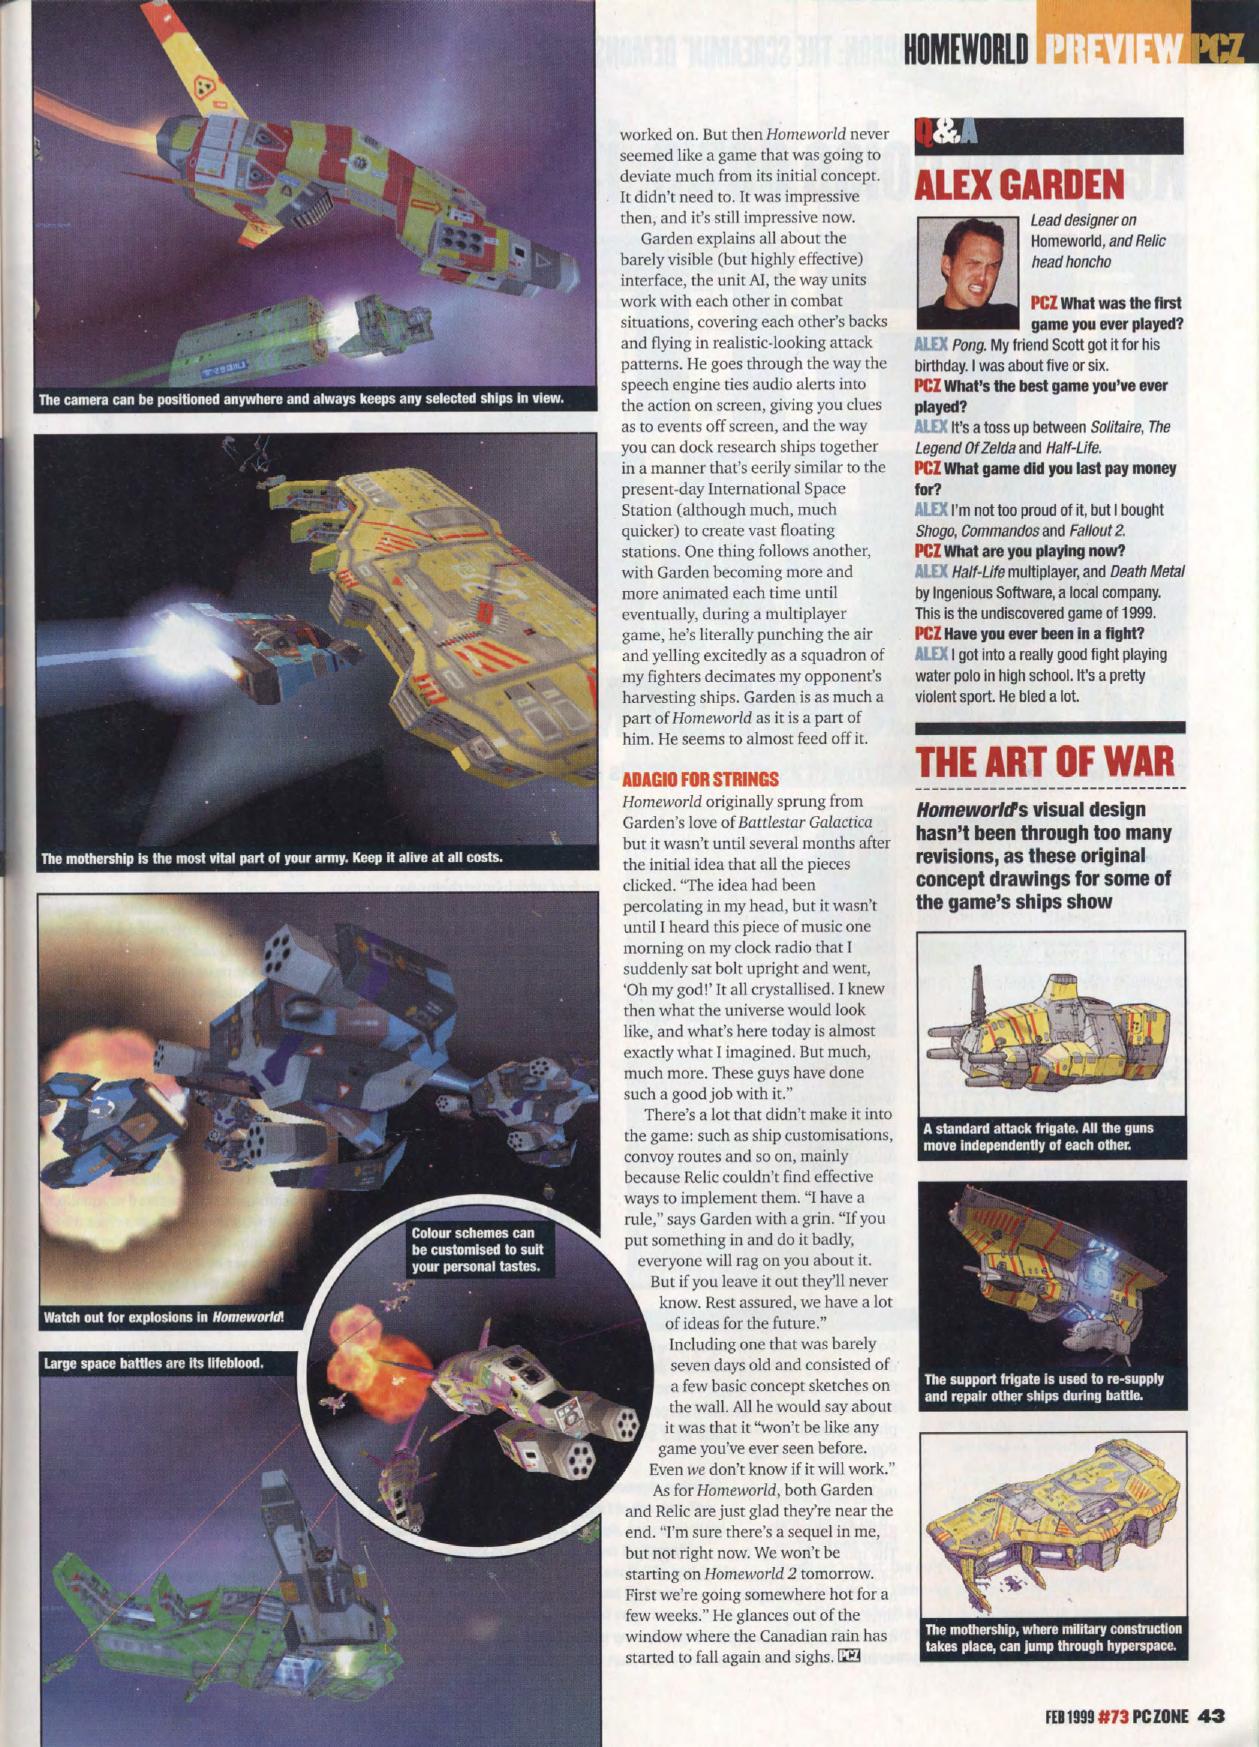 HOMEWORLD PREVIEW PCZ
The camera can be positioned anywhere and always keeps any selected ships in view.
The mothership is the most vital part of your army. Keep it alive at all costs.
Watch out for explosions in Homeworld!
Colour schemes can
be customised to suit
your personal tastes.
Large space battles are its lifeblood.
worked on. But then Homeworld never
seemed like a game that was going to
deviate much from its initial concept.
It didn't need to. It was impressive
then, and it's still impressive now.
Garden explains all about the
barely visible (but highly effective)
interface, the unit AI, the way units
work with each other in combat
situations, covering each other's backs
and flying in realistic-looking attack
patterns. He goes through the way the
speech engine ties audio alerts into
the action on screen, giving you clues
as to events off screen, and the way
you can dock research ships together
in a manner that's eerily similar to the
present-day International Space
Station (although much, much
quicker) to create vast floating
stations. One thing follows another,
with Garden becoming more and
more animated each time until
eventually, during a multiplayer
game, he's literally punching the air
and yelling excitedly as a squadron of
my fighters decimates my opponent's
harvesting ships. Garden is as much a
part of Homeworld as it is a part of
him. He seems to almost feed off it.
ADAGIO FOR STRINGS
Homeworld originally sprung from
Garden's love of Battlestar Galactica
but it wasn't until several months after
the initial idea that all the pieces
clicked. “The idea had been
percolating in my head, but it wasn't
until I heard this piece of music one
morning on my clock radio that I
suddenly sat bolt upright and went,
‘Oh my god!’ It all crystallised. I knew
then what the universe would look
like, and what's here today is almost
exactly what I imagined. But much,
much more. These guys have done
such a good job with it.”
There's a lot that didn't make it into
the game: such as ship customisations,
convoy routes and so on, mainly
because Relic couldn't find effective
ways to implement them. “I have a
rule,” says Garden with a grin. “If you
put something in and do it badly,
everyone will rag on you about it.
But if you leave it out they'll never
know. Rest assured, we have a lot
of ideas for the future.”
Including one that was barely
seven days old and consisted of
a few basic concept sketches on
the wall. All he would say about
it was that it “won't be like any
game you've ever seen before.
Even we don't know if it will work.”
As for Homeworld, both Garden
and Relic are just glad they're near the
end. “I'm sure there's a sequel in me,
but not right now. We won't be
starting on Homeworld 2 tomorrow.
First we're going somewhere hot for a
few weeks.” He glances out of the
window where the Canadian rain has
started to fall again and sighs. PCZ
Q&A
ALEX GARDEN
Lead designer on
Homeworld, and Relic
head honcho
PCZ What was the first
game you ever played?
ALEX Pong. My friend Scott got it for his
birthday. I was about five or six.
PCZ What's the best game you've ever
played?
ALEX It's a toss up between Solitaire, The
Legend Of Zelda and Half-Life.
PCZ What game did you last pay money
for?
ALEX I'm not too proud of it, but I bought
Shogo, Commandos and Fallout 2.
PCZ What are you playing now?
ALEX Half-Life multiplayer, and Death Metal
by Ingenious Software, a local company.
This is the undiscovered game of 1999.
PCZ Have you ever been in a fight?
ALEX I got into a really good fight playing
water polo in high school. It's a pretty
violent sport. He bled a lot.
THE ART OF WAR
Homeworld's visual design
hasn't been through too many
revisions, as these original
concept drawings for some of
the game's ships show
A standard attack frigate. All the guns
move independently of each other.
The support frigate is used to re-supply
and repair other ships during battle.
The mothership, where military construction
takes place, can jump through hyperspace.
FEB 1999 #73 PC ZONE 43